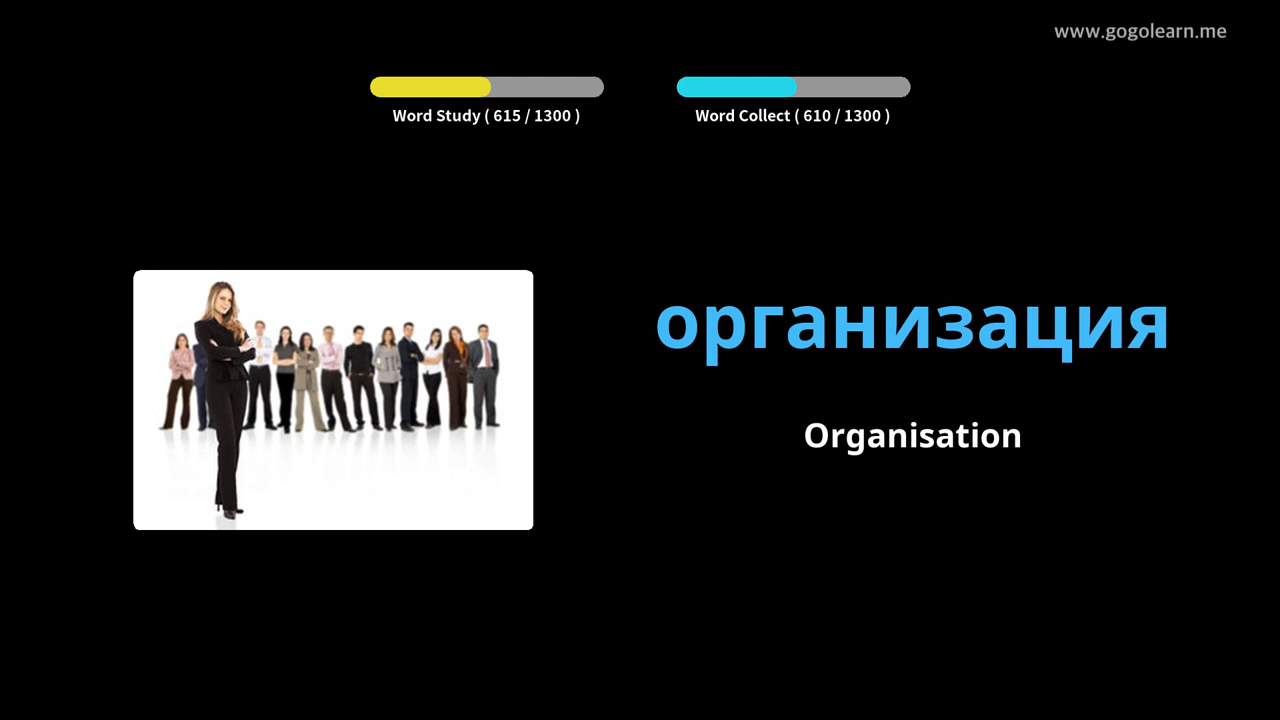 www.gogolearn.me
Word Study ( 615 / 1300 )
Word Collect ( 610 / 1300 )
организация
Organisation